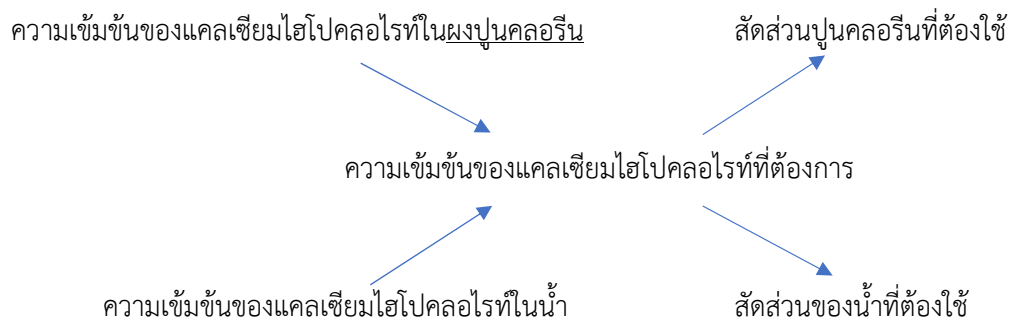 ความเข้มข้นของแคลเซียมไฮโปคลอไรท์ในผงปูนคลอรีน
สัดส่วนปูนคลอรีนที่ต้องใช้
ความเข้มข้นของแคลเซียมไฮโปคลอไรท์ที่ต้องการ
ความเข้มข้นของแคลเซียมไฮโปคลอไรท์ในน้ำ
สัดส่วนของน้ำที่ต้องใช้